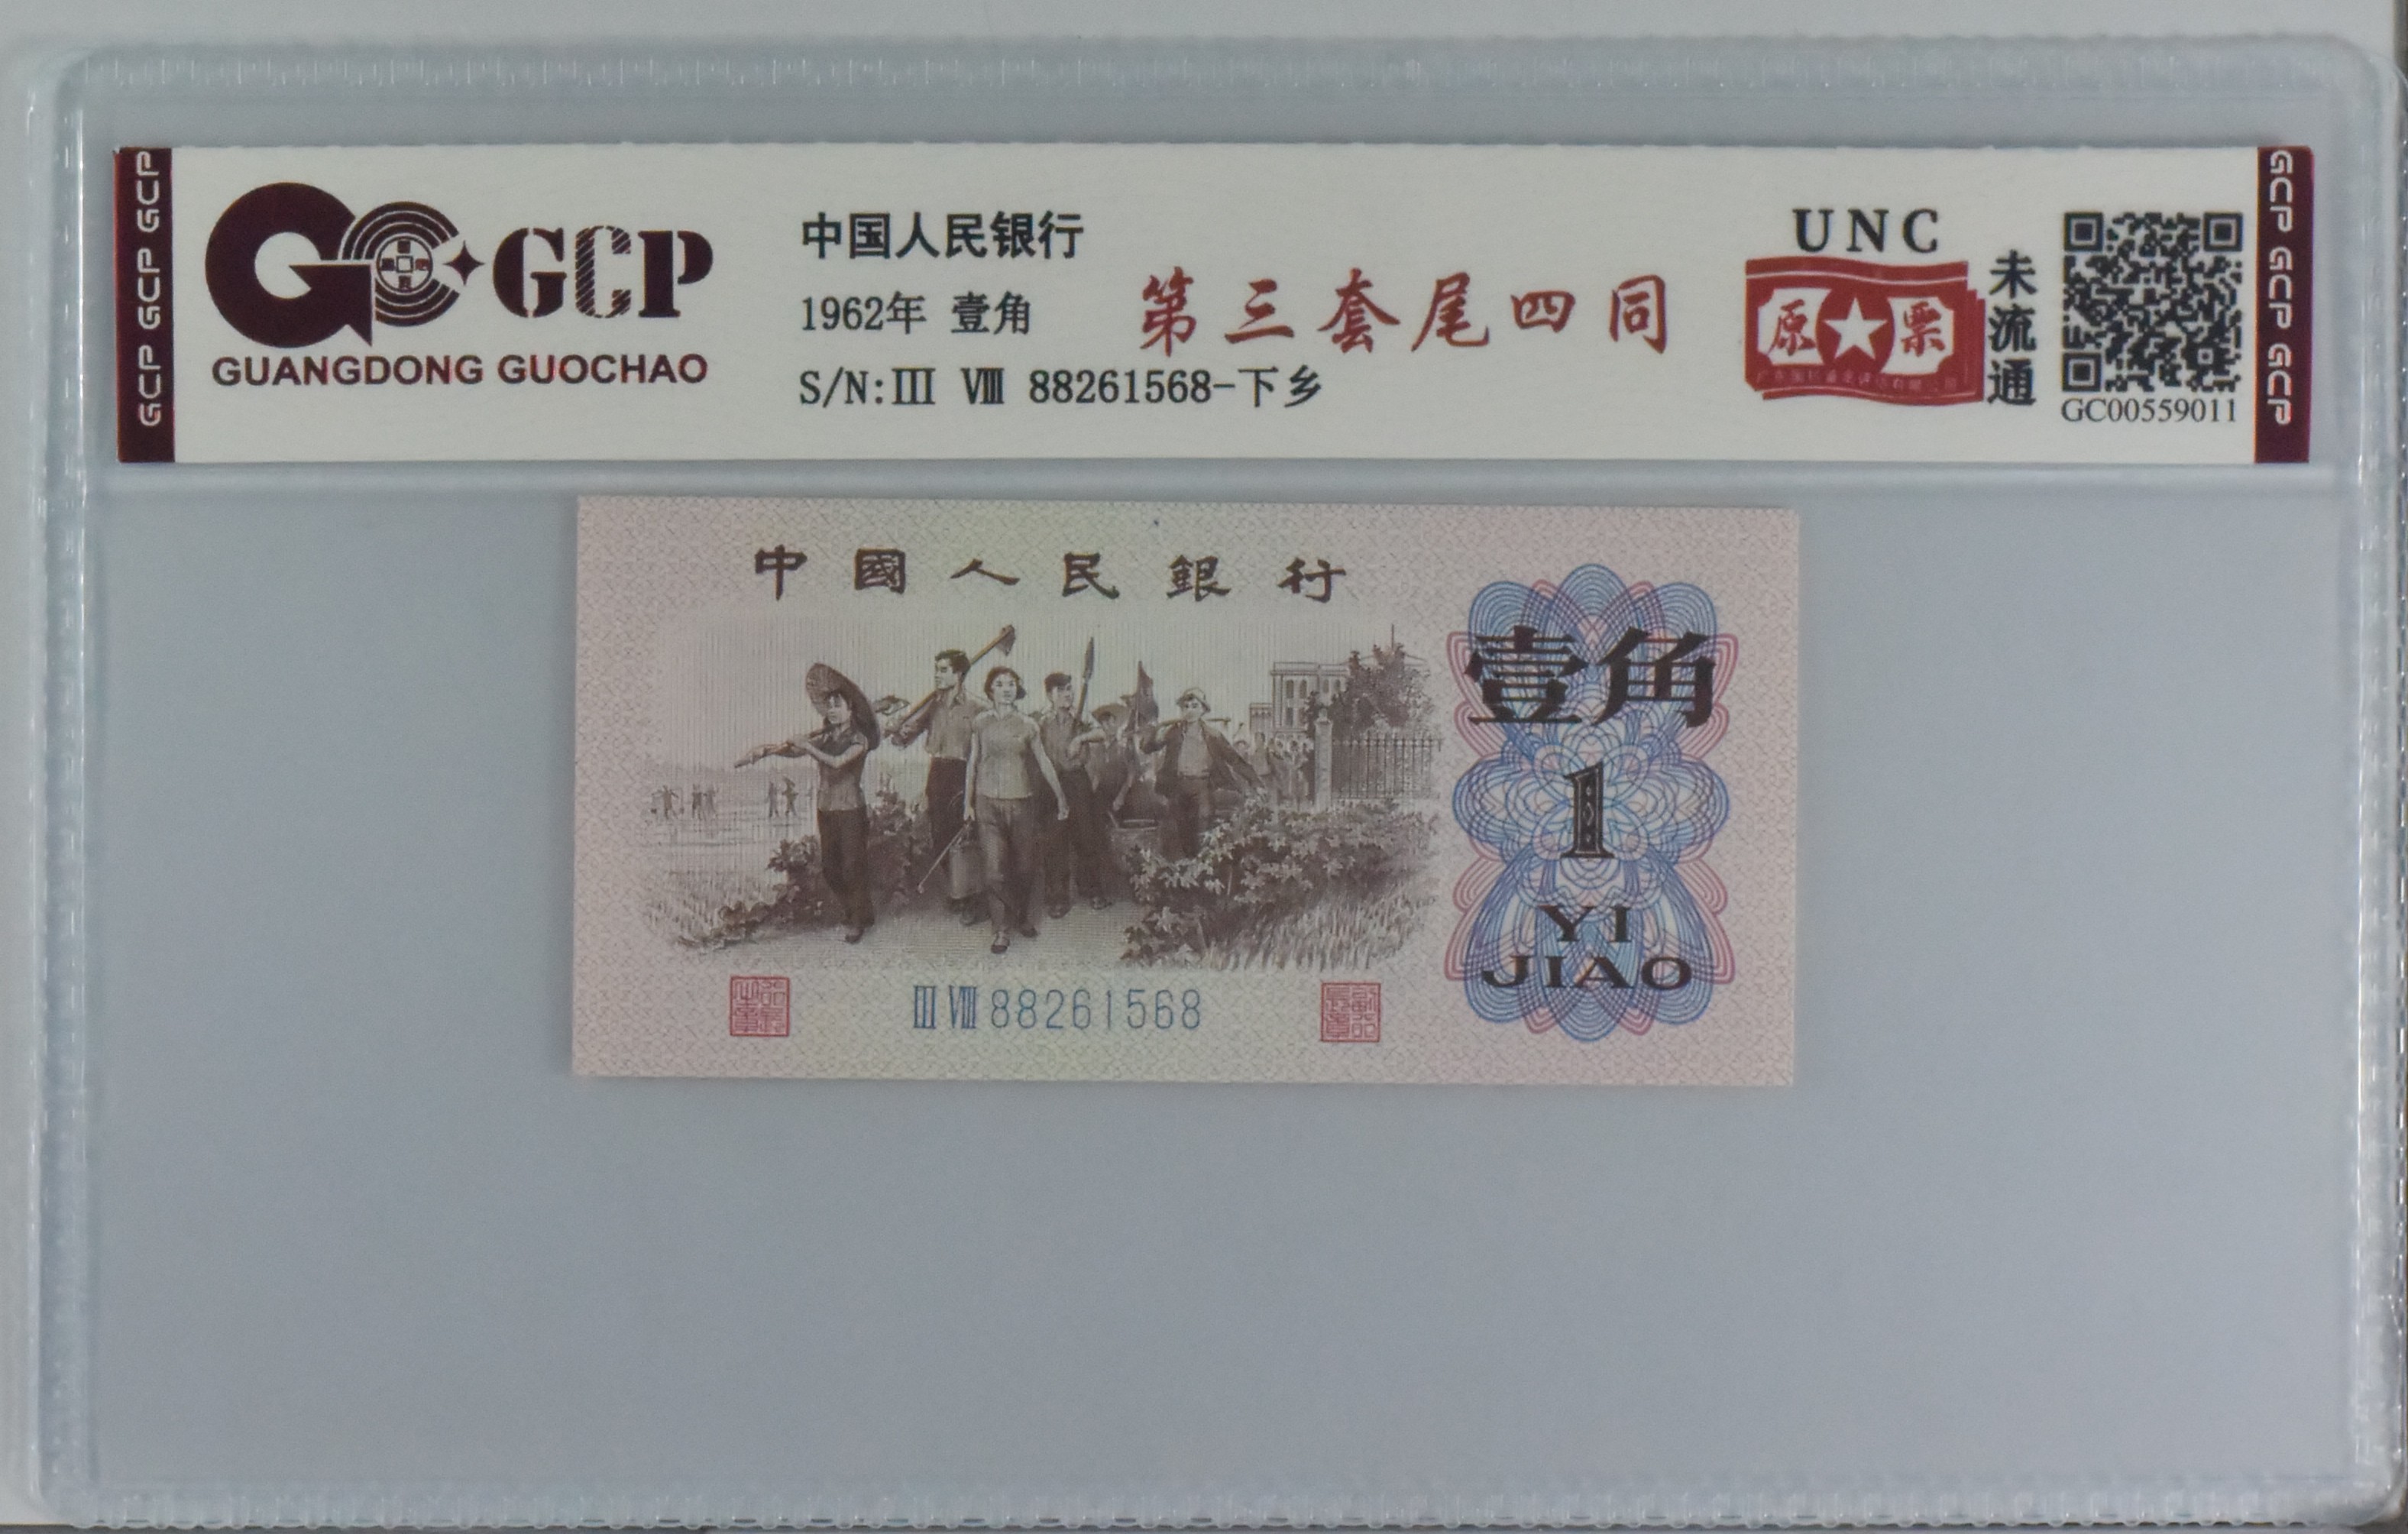 GCP GCP GCP
GCP
GUANGDONG GUOCHAO
中国人民银行
1962年 壹角
S/N:III VIII 88261568-下乡
第三套尾四同
UNC
原★票
未流通
GC00559011
GCP GCP GCP
中國人民銀行
壹角
1
YI
JIAO
III VIII 88261568